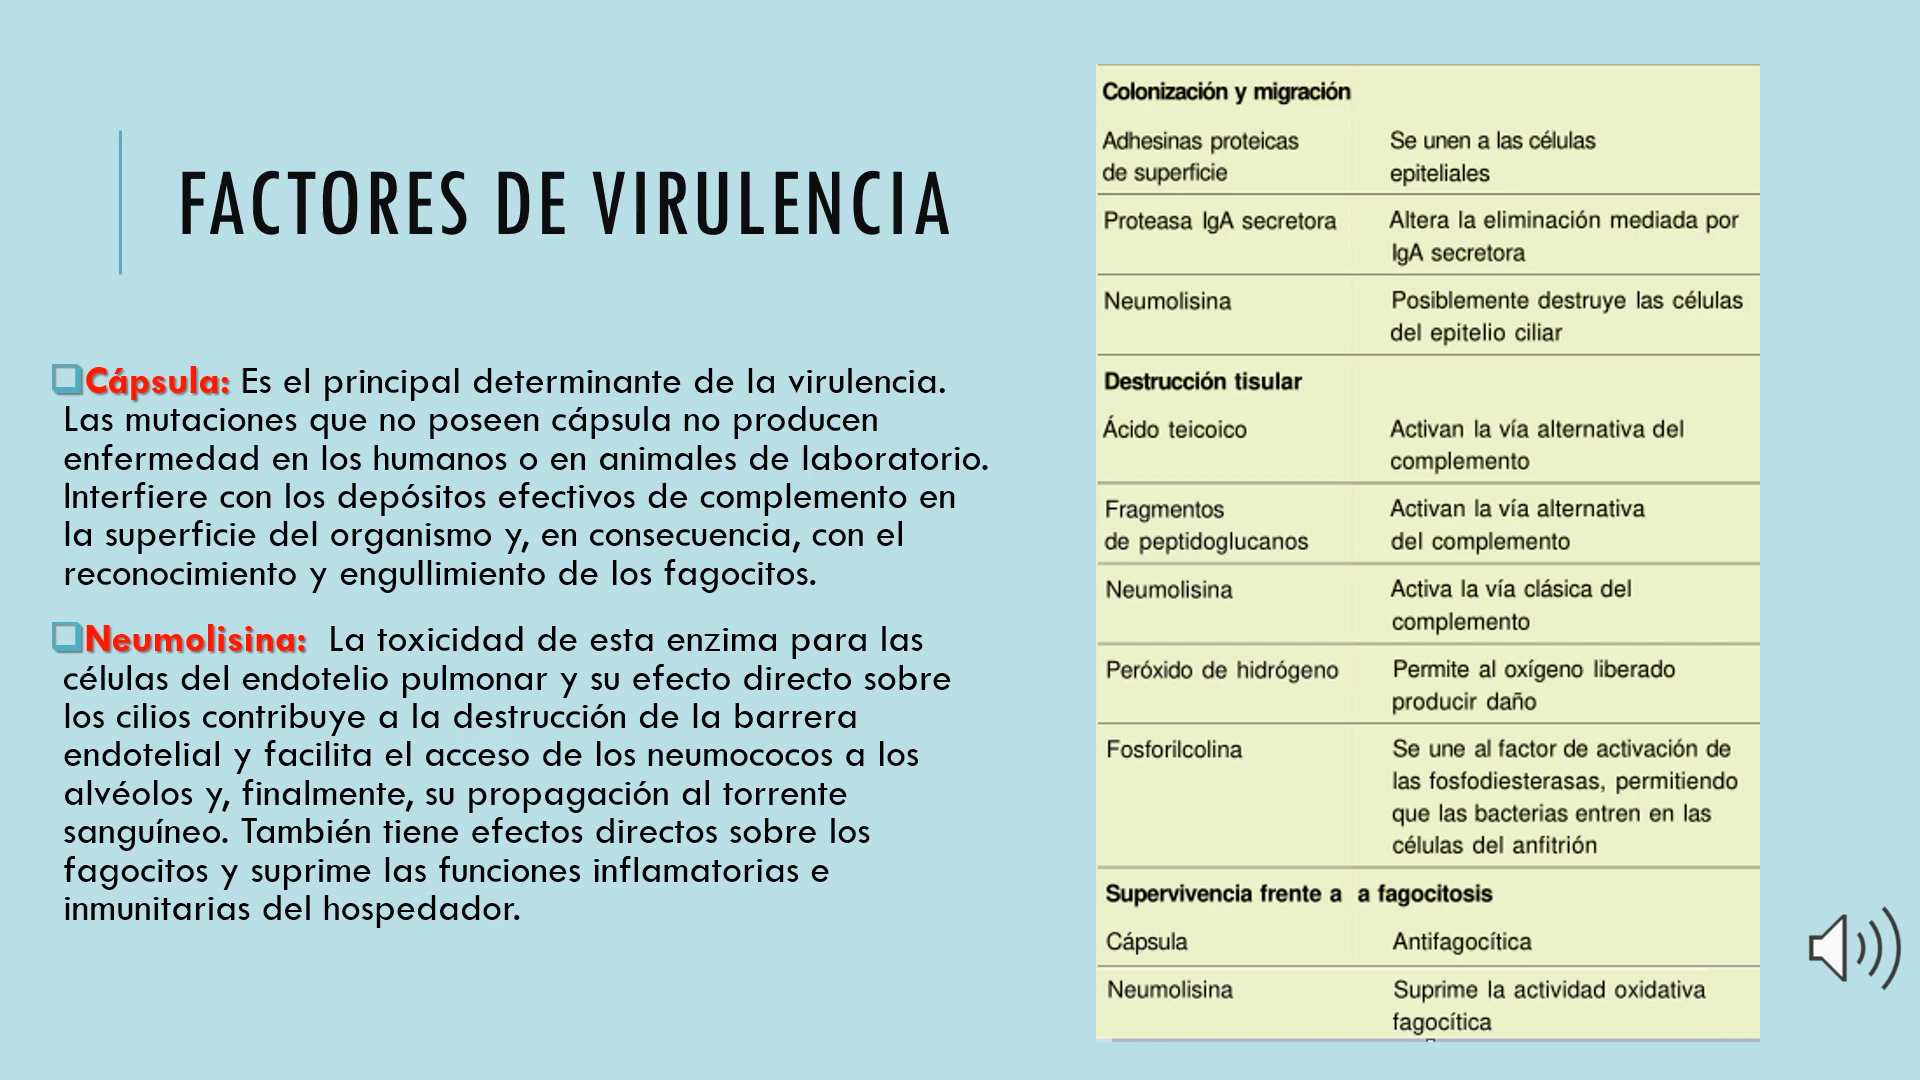 FACTORES DE VIRULENCIA
Cápsula: Es el principal determinante de la virulencia.
Las mutaciones que no poseen cápsula no producen
enfermedad en los humanos o en animales de laboratorio.
Interfiere con los depósitos efectivos de complemento en
la superficie del organismo y, en consecuencia, con el
reconocimiento y engullimiento de los fagocitos.
Neumolisina: La toxicidad de esta enzima para las
células del endotelio pulmonar y su efecto directo sobre
los cilios contribuye a la destrucción de la barrera
endotelial y facilita el acceso de los neumococos a los
alvéolos y, finalmente, su propagación al torrente
sanguíneo. También tiene efectos directos sobre los
fagocitos y suprime las funciones inflamatorias e
inmunitarias del hospedador.
Colonización y migración
Adhesinas proteicas Se unen a las células
de superficie epiteliales
Proteasa IgA secretora Altera la eliminación mediada por
IgA secretora
Neumolisina Posiblemente destruye las células
del epitelio ciliar
Destrucción tisular
Ácido teicoico Activan la vía alternativa del
complemento
Fragmentos Activan la vía alternativa
de peptidoglucanos del complemento
Neumolisina Activa la vía clásica del
complemento
Peróxido de hidrógeno Permite al oxígeno liberado
producir daño
Fosforilcolina Se une al factor de activación de
las fosfodiesterasas, permitiendo
que las bacterias entren en las
células del anfitrión
Supervivencia frente a a fagocitosis
Cápsula Antifagocítica
Neumolisina Suprime la actividad oxidativa
fagocítica